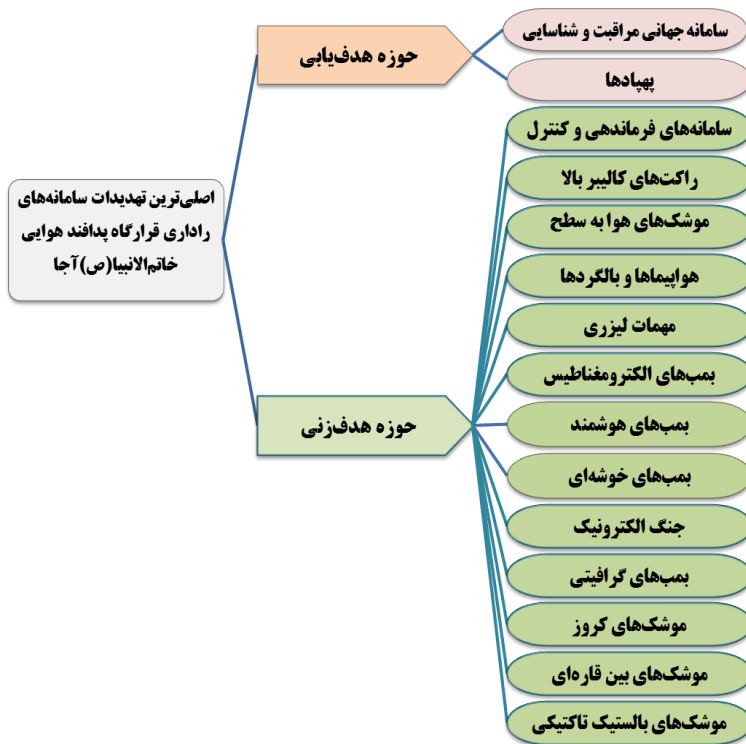 اصلی‌ترین تهدیدات سامانه‌های
راداری قرارگاه پدافند هوایی
خاتم‌الانبیا(ص)آجا
حوزه هدف‌یابی
سامانه جهانی مراقبت و شناسایی
پهپادها
حوزه هدف‌زنی
سامانه‌های فرماندهی و کنترل
راکت‌های کالیبر بالا
موشک‌های هوا به سطح
هواپیماها و بالگردها
مهمات لیزری
بمب‌های الکترومغناطیس
بمب‌های هوشمند
بمب‌های خوشه‌ای
جنگ الکترونیک
بمب‌های گرافیتی
موشک‌های کروز
موشک‌های بین قاره‌ای
موشک‌های بالستیک تاکتیکی